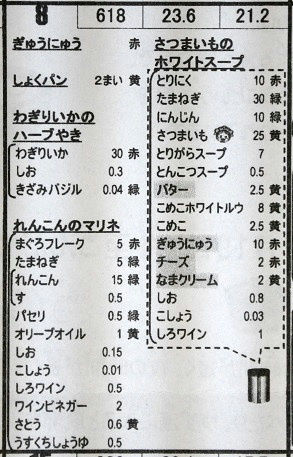 8 618 23.6 21.2
ぎゅうにゅう 赤
しょくパン 2まい 黄
わぎりいかの
ハーブやき
わぎりいか 30 赤
しお 0.3
きざみバジル 0.04 緑
れんこんのマリネ
まぐろフレーク 5 赤
たまねぎ 5 緑
れんこん 15 緑
す 0.5
パセリ 0.5 緑
オリーブオイル 1 黄
しお 0.15
こしょう 0.01
しろワイン 0.5
ワインビネガー 2
さとう 0.6 黄
うすくちしょうゆ 0.5
さつまいもの
ホワイトスープ
とりにく 10 赤
たまねぎ 30 緑
にんじん 10 緑
さつまいも 25 黄
とりがらスープ 7
とんこつスープ 0.5
バター 2.5 黄
こめこホワイトルウ 8 黄
こめこ 2.5 黄
ぎゅうにゅう 10 赤
チーズ 2 赤
なまクリーム 2 黄
しお 0.8
こしょう 0.03
しろワイン 1